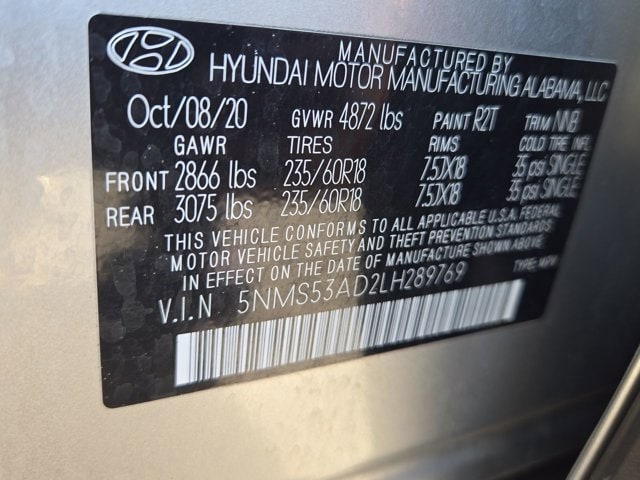 MANUFACTURED BY
HYUNDAI MOTOR MANUFACTURING ALABAMA, LLC
Oct/08/20 GVWR 4872 lbs PAINT R2T TRIM NNB
GAWR TIRES RIMS COLD TIRE INFL.
FRONT 2866 lbs 235/60R18 7.5JX18 35 psi SINGLE
REAR 3075 lbs 235/60R18 7.5JX18 35 psi SINGLE
THIS VEHICLE CONFORMS TO ALL APPLICABLE U.S.A. FEDERAL
MOTOR VEHICLE SAFETY AND THEFT PREVENTION STANDARDS
IN EFFECT ON THE DATE OF MANUFACTURE SHOWN ABOVE
V.I.N 5NMS53AD2LH289769 TYPE: MPV